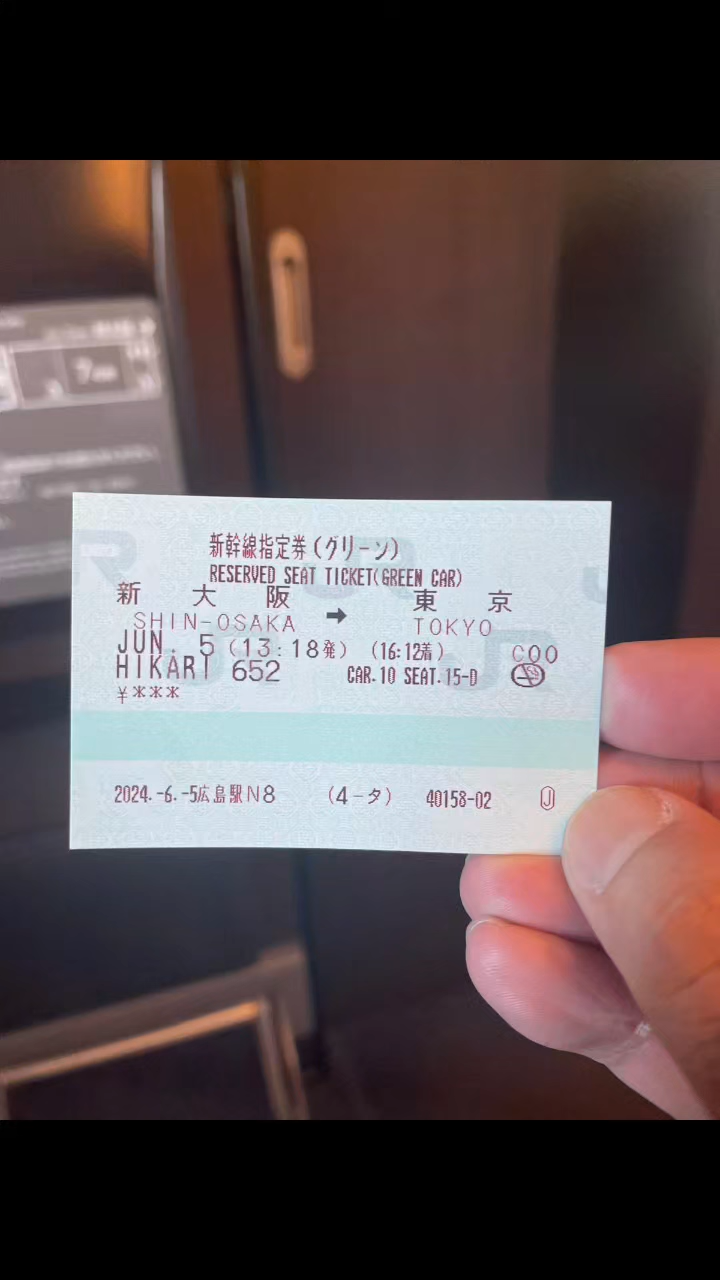 新幹線指定券(グリーン)
RESERVED SEAT TICKET(GREEN CAR)
新大阪 ➡ 東京
SHIN-OSAKA TOKYO
JUN. 5 (13:18発) (16:12着) C00
HIKARI 652 CAR.10 SEAT.15-D
¥***
2024.-6.-5広島駅N8 (4-タ) 40158-02